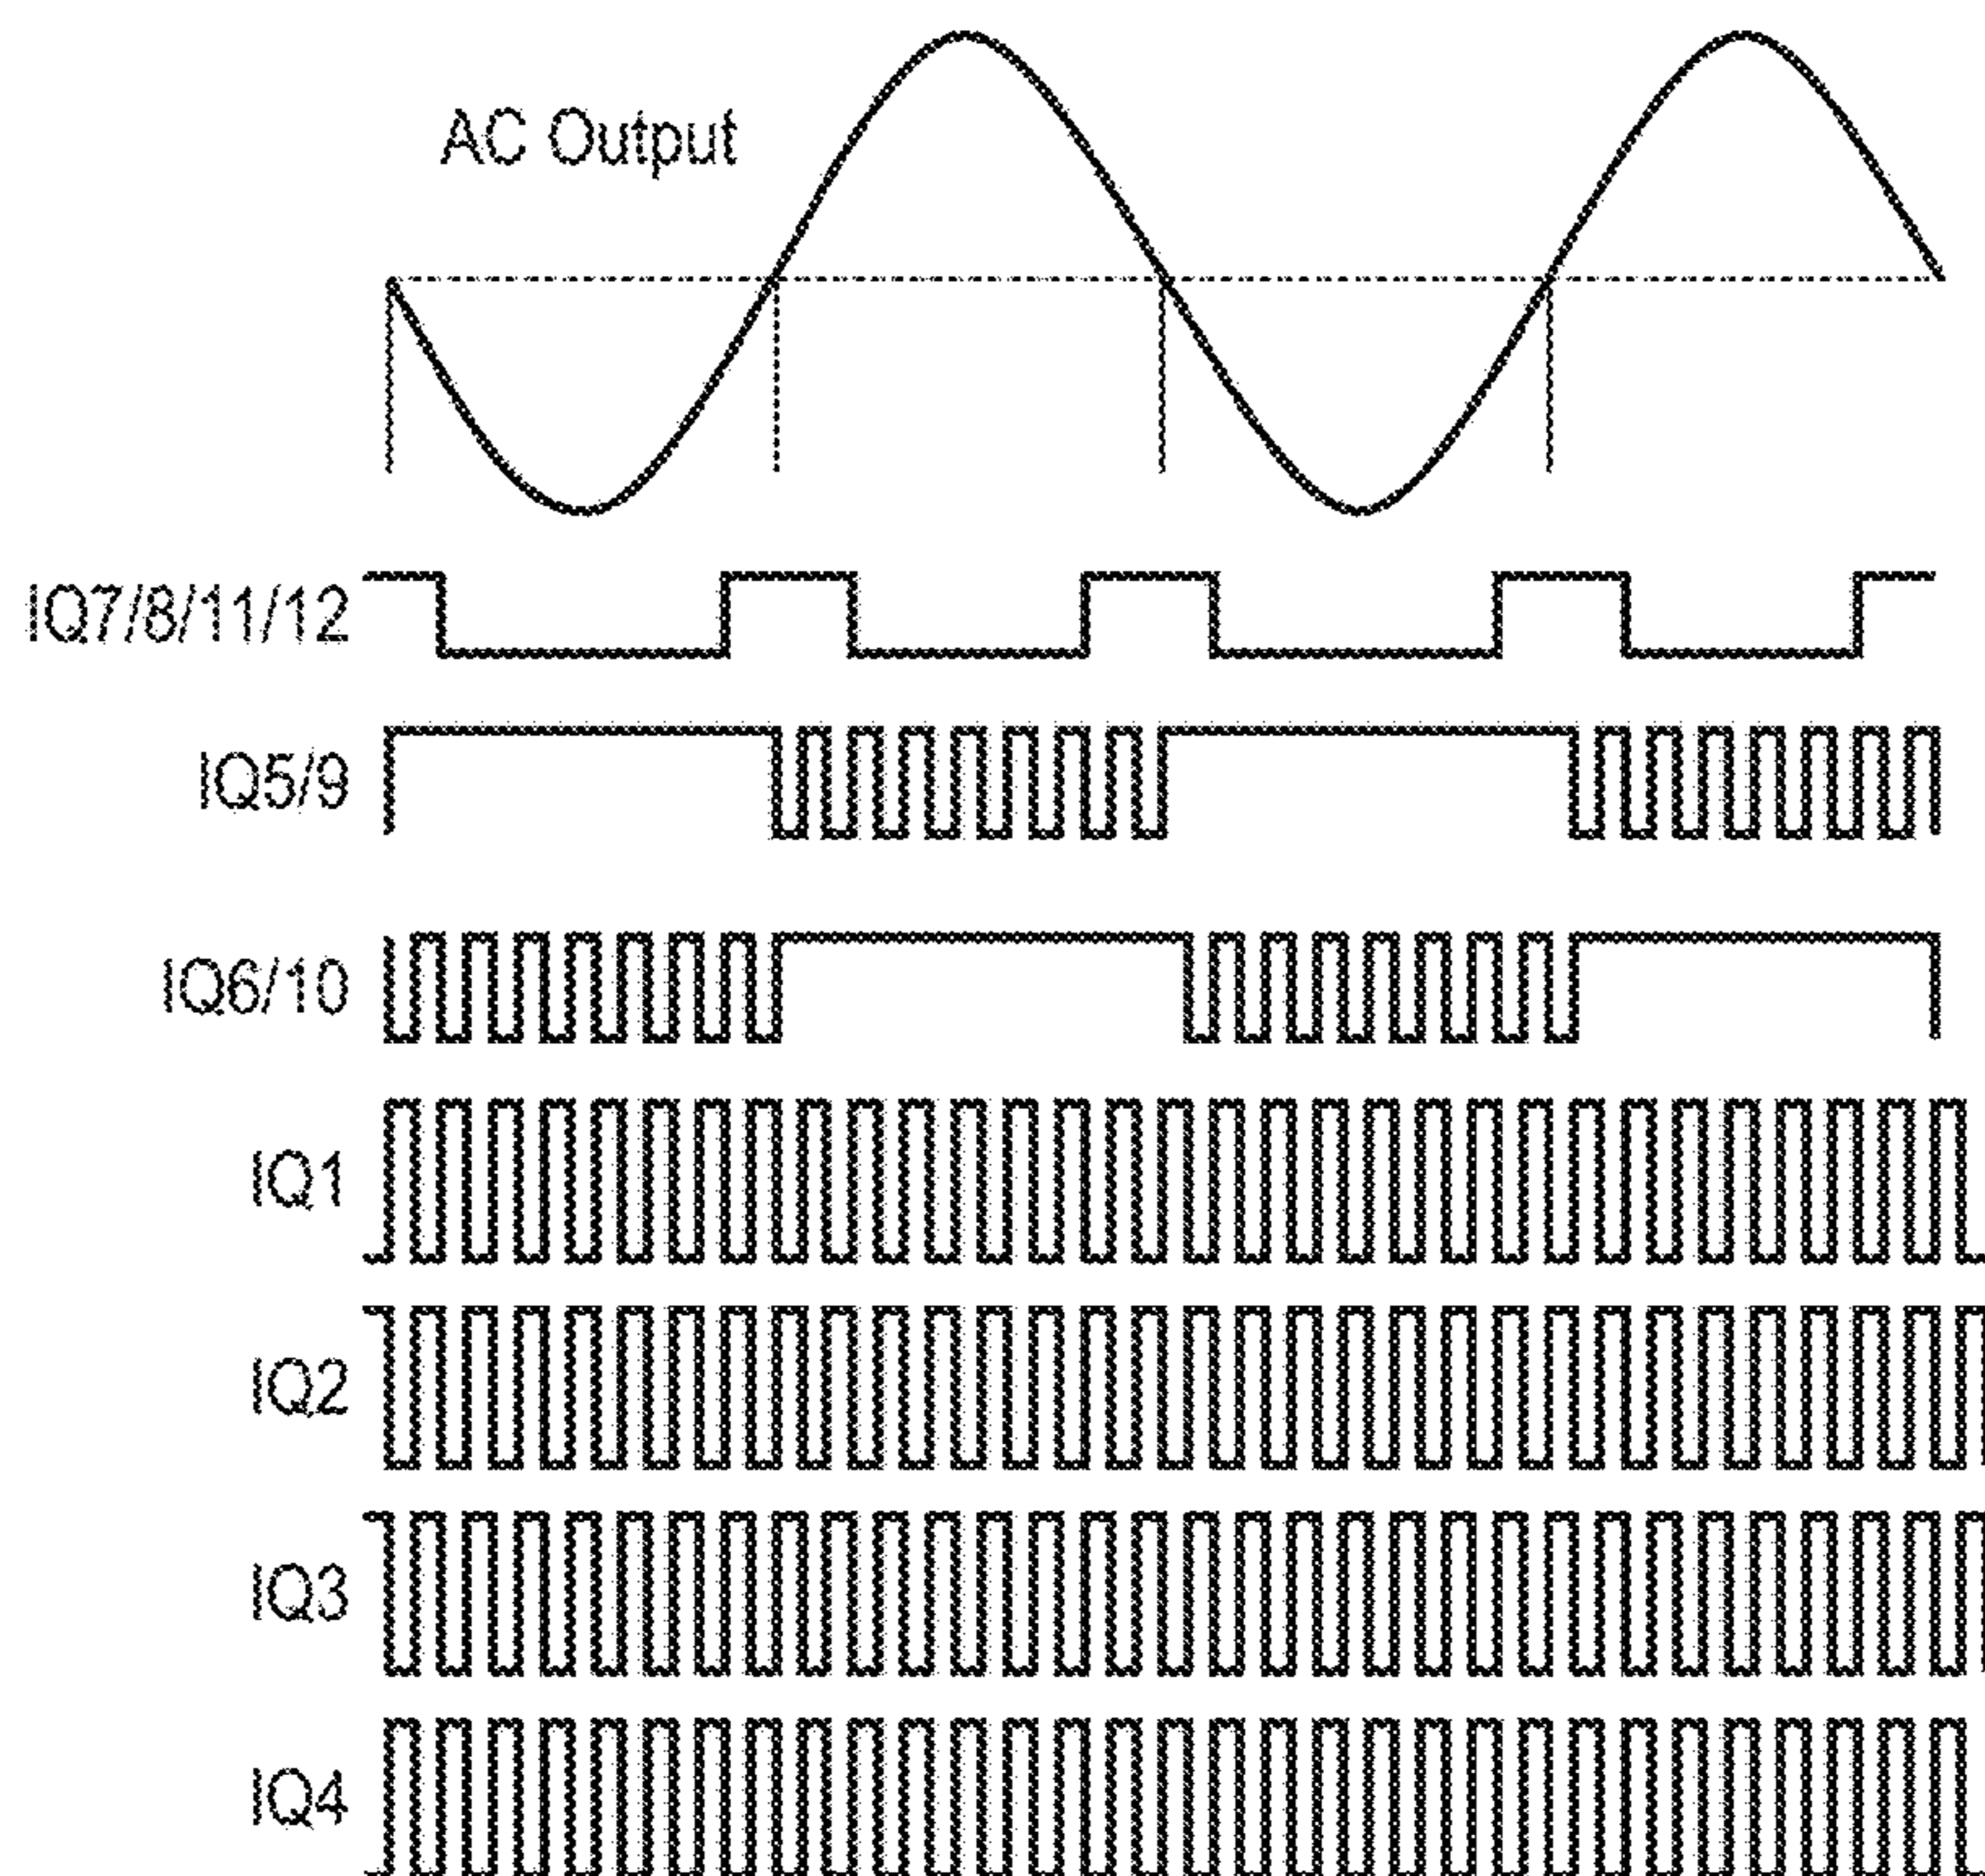 AC Output
IQ7/8/11/12
IQ5/9
IQ6/10
IQ1
IQ2
IQ3
IQ4